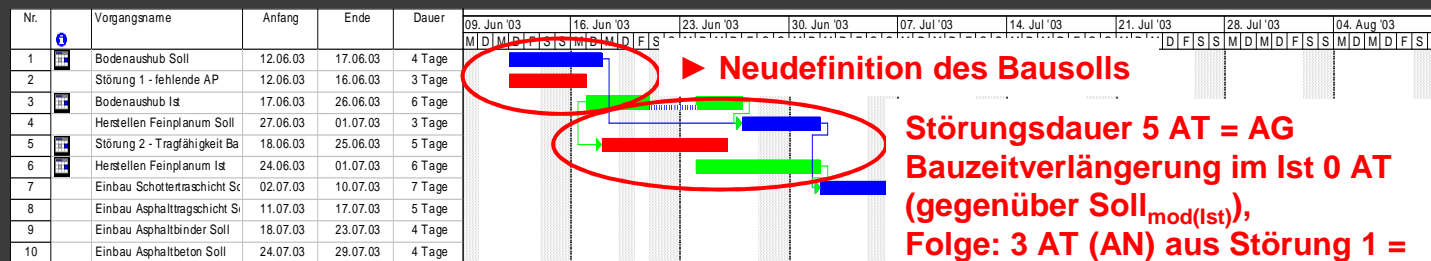 Nr. Vorgangsname Anfang Ende Dauer
09. Jun '03 16. Jun '03 23. Jun '03 30. Jun '03 07. Jul '03 14. Jul '03 21. Jul '03 28. Jul '03 04. Aug '03
M D M D F S S M D M D F S D F S S M D M D F S S M D M D F S
1 Bodenaushub Soll 12.06.03 17.06.03 4 Tage
2 Störung 1 - fehlende AP 12.06.03 16.06.03 3 Tage
3 Bodenaushub Ist 17.06.03 26.06.03 6 Tage
4 Herstellen Feinplanum Soll 27.06.03 01.07.03 3 Tage
5 Störung 2 - Tragfähigkeit Ba 18.06.03 25.06.03 5 Tage
6 Herstellen Feinplanum Ist 24.06.03 01.07.03 6 Tage
7 Einbau Schottertraschicht So 02.07.03 10.07.03 7 Tage
8 Einbau Asphalttragschicht S 11.07.03 17.07.03 5 Tage
9 Einbau Asphaltbinder Soll 18.07.03 23.07.03 4 Tage
10 Einbau Asphaltbeton Soll 24.07.03 29.07.03 4 Tage
► Neudefinition des Bausolls
Störungsdauer 5 AT = AG
Bauzeitverlängerung im Ist 0 AT
(gegenüber Sollmod(Ist)),
Folge: 3 AT (AN) aus Störung 1 =